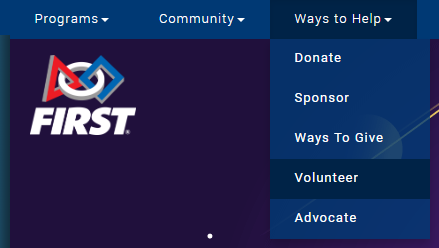 Programs
Community
Ways to Help
Donate
Sponsor
Ways To Give
Volunteer
Advocate
FIRST